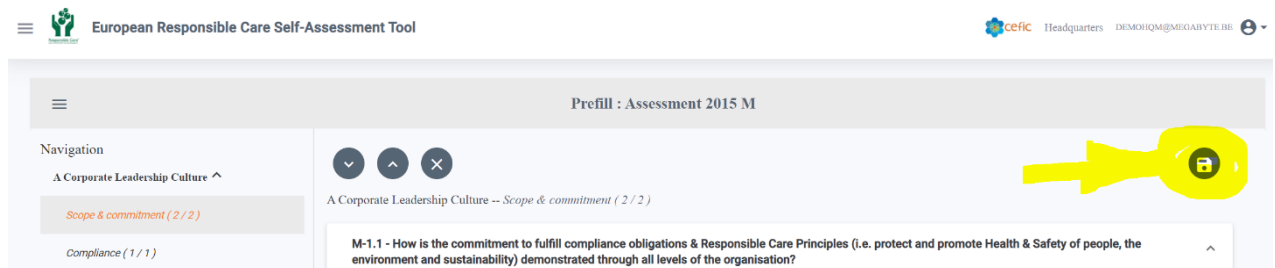 European Responsible Care Self-Assessment Tool
cefic Headquarters DEMOHQM@MEGABYTE.BE
Prefill : Assessment 2015 M
Navigation
A Corporate Leadership Culture
Scope & commitment ( 2 / 2 )
Compliance ( 1 / 1 )
A Corporate Leadership Culture -- Scope & commitment ( 2 / 2 )
M-1.1 - How is the commitment to fulfill compliance obligations & Responsible Care Principles (i.e. protect and promote Health & Safety of people, the
environment and sustainability) demonstrated through all levels of the organisation?